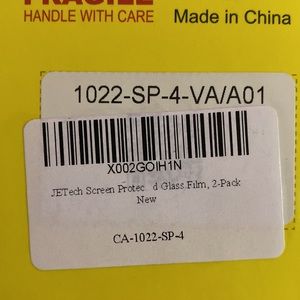 FRAGILE
HANDLE WITH CARE
Made in China
1022-SP-4-VA/A01
X002GOIH1N
JETech Screen Protec d Glass Film, 2-Pack
New
CA-1022-SP-4